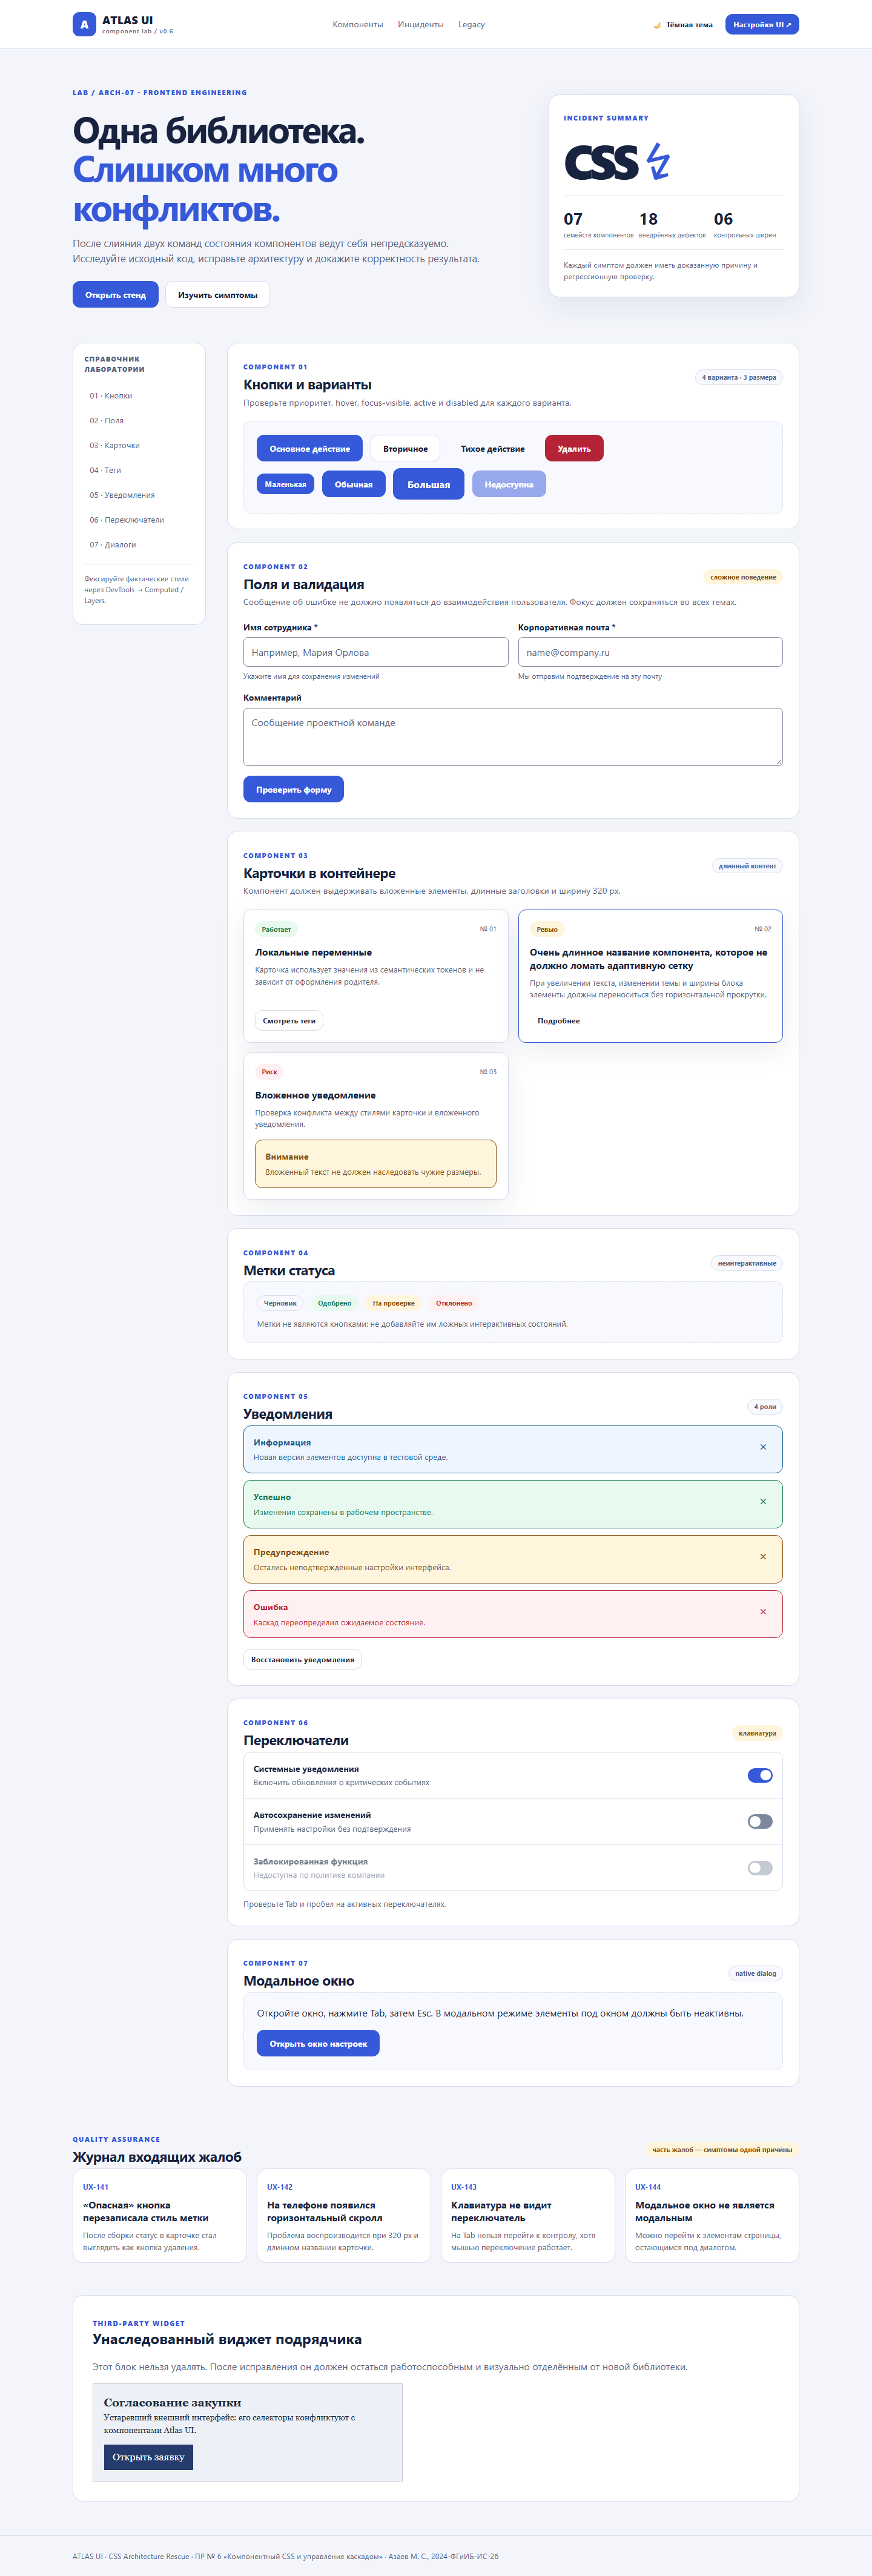 A
ATLAS UI
component lab / v0.6
Компоненты Инциденты Legacy
🌙 Тёмная тема
Настройки UI ↗
LAB / ARCH-07 · FRONTEND ENGINEERING
Одна библиотека.
Слишком много
конфликтов.
После слияния двух команд состояния компонентов ведут себя непредсказуемо.
Исследуйте исходный код, исправьте архитектуру и докажите корректность результата.
Открыть стенд
Изучить симптомы
INCIDENT SUMMARY
CSS↯
07 18 06
семейств компонентов внедрённых дефектов контрольных ширин
Каждый симптом должен иметь доказанную причину и
регрессионную проверку.
СПРАВОЧНИК
ЛАБОРАТОРИИ
01 · Кнопки
02 · Поля
03 · Карточки
04 · Теги
05 · Уведомления
06 · Переключатели
07 · Диалоги
Фиксируйте фактические стили
через DevTools → Computed /
Layers.
COMPONENT 01
Кнопки и варианты
4 варианта · 3 размера
Проверьте приоритет, hover, focus-visible, active и disabled для каждого варианта.
Основное действие Вторичное Тихое действие Удалить
Маленькая Обычная Большая Недоступна
COMPONENT 02
Поля и валидация
сложное поведение
Сообщение об ошибке не должно появляться до взаимодействия пользователя. Фокус должен сохраняться во всех темах.
Имя сотрудника * Корпоративная почта *
Например, Мария Орлова name@company.ru
Укажите имя для сохранения изменений Мы отправим подтверждение на эту почту
Комментарий
Сообщение проектной команде
Проверить форму
COMPONENT 03
Карточки в контейнере
длинный контент
Компонент должен выдерживать вложенные элементы, длинные заголовки и ширину 320 px.
Работает № 01
Локальные переменные
Карточка использует значения из семантических токенов и не
зависит от оформления родителя.
Смотреть теги
Ревью № 02
Очень длинное название компонента, которое не
должно ломать адаптивную сетку
При увеличении текста, изменении темы и ширины блока
элементы должны переноситься без горизонтальной прокрутки.
Подробнее
Риск № 03
Вложенное уведомление
Проверка конфликта между стилями карточки и вложенного
уведомления.
Внимание
Вложенный текст не должен наследовать чужие размеры.
COMPONENT 04
Метки статуса
неинтерактивные
Черновик Одобрено На проверке Отклонено
Метки не являются кнопками: не добавляйте им ложных интерактивных состояний.
COMPONENT 05
Уведомления
4 роли
Информация
Новая версия элементов доступна в тестовой среде.
×
Успешно
Изменения сохранены в рабочем пространстве.
×
Предупреждение
Остались неподтверждённые настройки интерфейса.
×
Ошибка
Каскад переопределил ожидаемое состояние.
×
Восстановить уведомления
COMPONENT 06
Переключатели
клавиатура
Системные уведомления
Включить обновления о критических событиях
Автосохранение изменений
Применять настройки без подтверждения
Заблокированная функция
Недоступна по политике компании
Проверьте Tab и пробел на активных переключателях.
COMPONENT 07
Модальное окно
native dialog
Откройте окно, нажмите Tab, затем Esc. В модальном режиме элементы под окном должны быть неактивны.
Открыть окно настроек
QUALITY ASSURANCE
Журнал входящих жалоб
часть жалоб — симптомы одной причины
UX-141
«Опасная» кнопка
перезаписала стиль метки
После сборки статус в карточке стал
выглядеть как кнопка удаления.
UX-142
На телефоне появился
горизонтальный скролл
Проблема воспроизводится при 320 px и
длинном названии карточки.
UX-143
Клавиатура не видит
переключатель
На Tab нельзя перейти к контролу, хотя
мышью переключение работает.
UX-144
Модальное окно не является
модальным
Можно перейти к элементам страницы,
остающимся под диалогом.
THIRD-PARTY WIDGET
Унаследованный виджет подрядчика
Этот блок нельзя удалять. После исправления он должен остаться работоспособным и визуально отделённым от новой библиотеки.
Согласование закупки
Устаревший внешний интерфейс: его селекторы конфликтуют с
компонентами Atlas UI.
Открыть заявку
ATLAS UI · CSS Architecture Rescue · ПР № 6 «Компонентный CSS и управление каскадом» · Азаев М. С., 2024-ФГиИБ-ИС-26